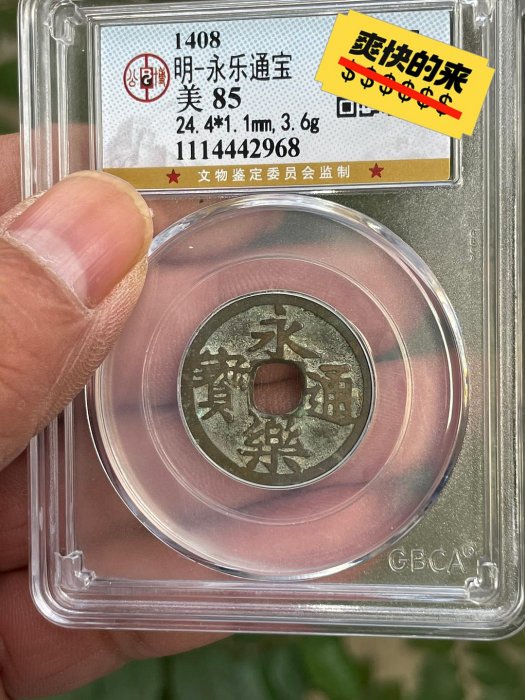 1408
明-永乐通宝
美 85
24.4*1.1mm, 3.6g
1114442968
★ 文物鉴定委员会监制 ★
爽快的来
$$$$$$
永樂通寶
GBCA